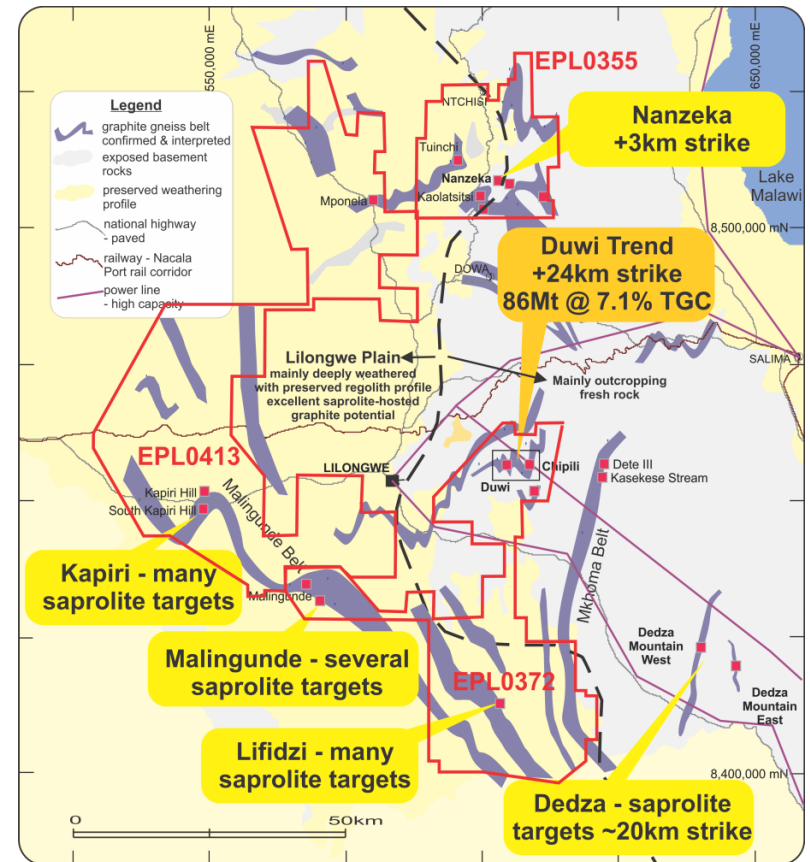 550,000 mE
650,000 mE
EPL0355
Legend
graphite gneiss belt
confirmed & interpreted
exposed basement
rocks
preserved weathering
profile
national highway
- paved
railway - Nacala
Port rail corridor
power line
- high capacity
NTCHISI
Nanzeka
+3km strike
Tuinchi
Nanzeka
Mponela
Kaolatsitsi
Lake
Malawi
8,500,000 mN
DOWA
Duwi Trend
+24km strike
86Mt @ 7.1% TGC
SALIMA
Lilongwe Plain
mainly deeply weathered
with preserved regolith profile
excellent saprolite-hosted
graphite potential
Mainly outcropping
fresh rock
EPL0413
LILONGWE
Chipili
Duwi
Dete III
Kasekese Stream
Kapiri Hill
South Kapiri Hill
Malingunde Belt
Mkhoma Belt
Kapiri - many
saprolite targets
Malingunde
Malingunde - several
saprolite targets
EPL0372
Dedza
Mountain
West
Dedza
Mountain
East
Lifidzi - many
saprolite targets
8,400,000 mN
Dedza - saprolite
targets ~20km strike
0
50km